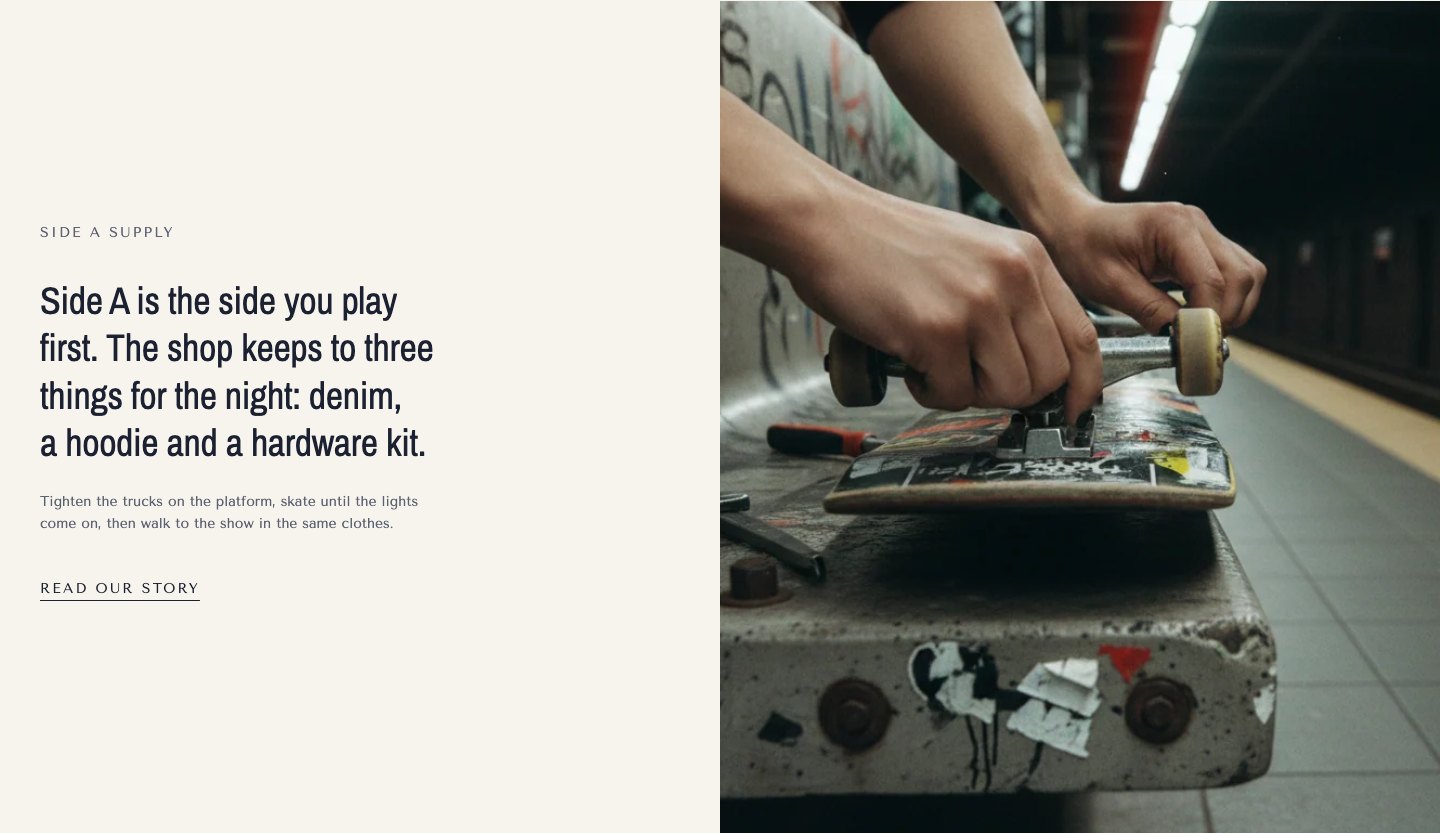 SIDE A SUPPLY
Side A is the side you play
first. The shop keeps to three
things for the night: denim,
a hoodie and a hardware kit.
Tighten the trucks on the platform, skate until the lights
come on, then walk to the show in the same clothes.
READ OUR STORY